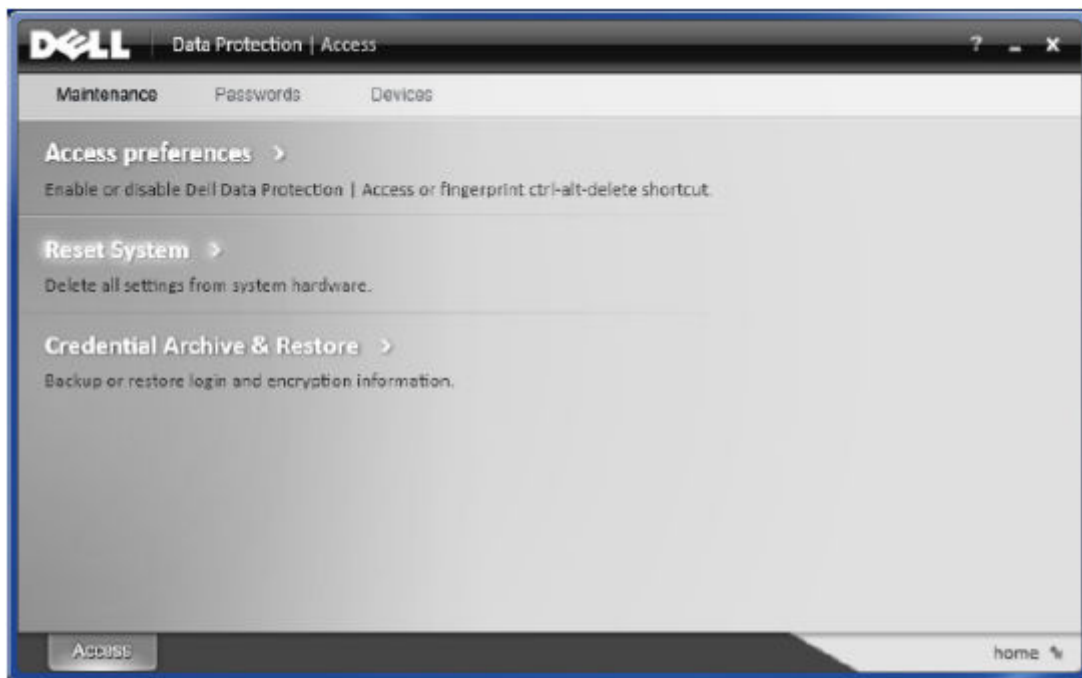 DELL Data Protection | Access ? - x
Maintenance Passwords Devices
Access preferences >
Enable or disable Dell Data Protection | Access or fingerprint ctrl-alt-delete shortcut.
Reset System >
Delete all settings from system hardware.
Credential Archive & Restore >
Backup or restore login and encryption information.
Access home